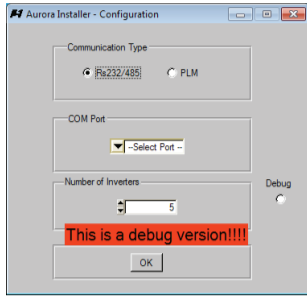 Aurora Installer - Configuration
Communication Type
Rs232/485
PLM
COM Port
--Select Port --
Number of Inverters
5
Debug
This is a debug version!!!!
OK